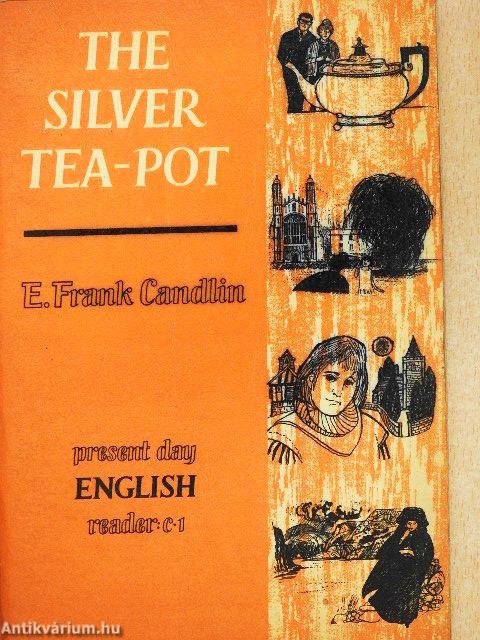 THE
SILVER
TEA-POT
E. Frank Candlin
present day
ENGLISH
reader: c·1
Antikvárium.hu